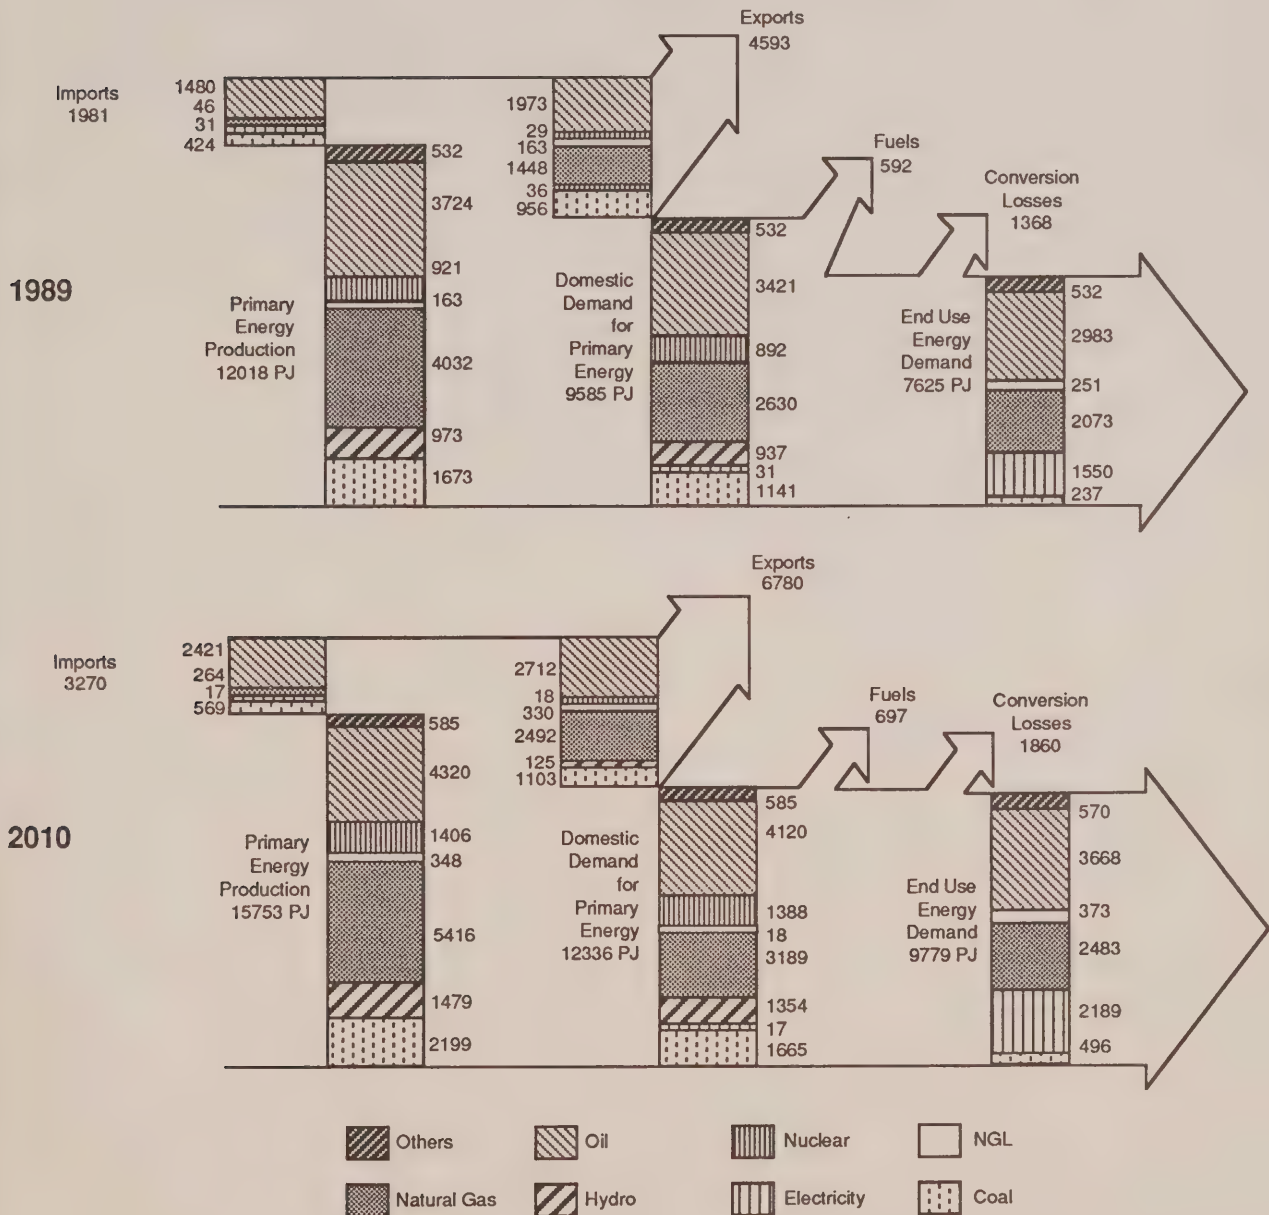 Exports
4593
Imports
1981
1480
46
31
424
1973
29
163
1448
36
956
Fuels
592
Conversion
Losses
1368
1989
Primary
Energy
Production
12018 PJ
532
3724
921
163
4032
973
1673
Domestic
Demand
for
Primary
Energy
9585 PJ
532
3421
892
2630
937
31
1141
End Use
Energy
Demand
7625 PJ
532
2983
251
2073
1550
237
Exports
6780
Imports
3270
2421
264
17
569
2712
18
330
2492
125
1103
Fuels
697
Conversion
Losses
1860
2010
Primary
Energy
Production
15753 PJ
585
4320
1406
348
5416
1479
2199
Domestic
Demand
for
Primary
Energy
12336 PJ
585
4120
1388
18
3189
1354
17
1665
End Use
Energy
Demand
9779 PJ
570
3668
373
2483
2189
496
Others
Oil
Nuclear
NGL
Natural Gas
Hydro
Electricity
Coal